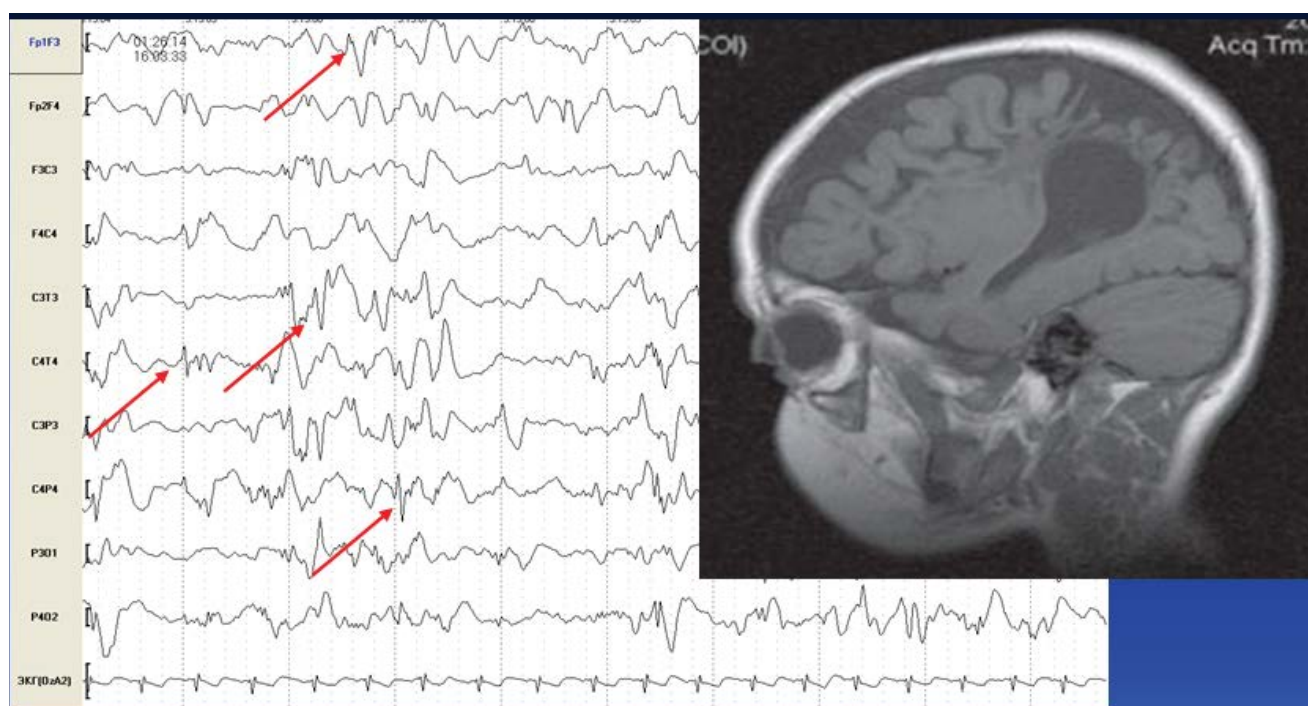 Fp1F3
01:26:14
16:03:33
Fp2F4
F3C3
F4C4
C3T3
C4T4
C3P3
C4P4
P3O1
P4O2
ЭКГ(OzA2)
COI)
Acq Tm: